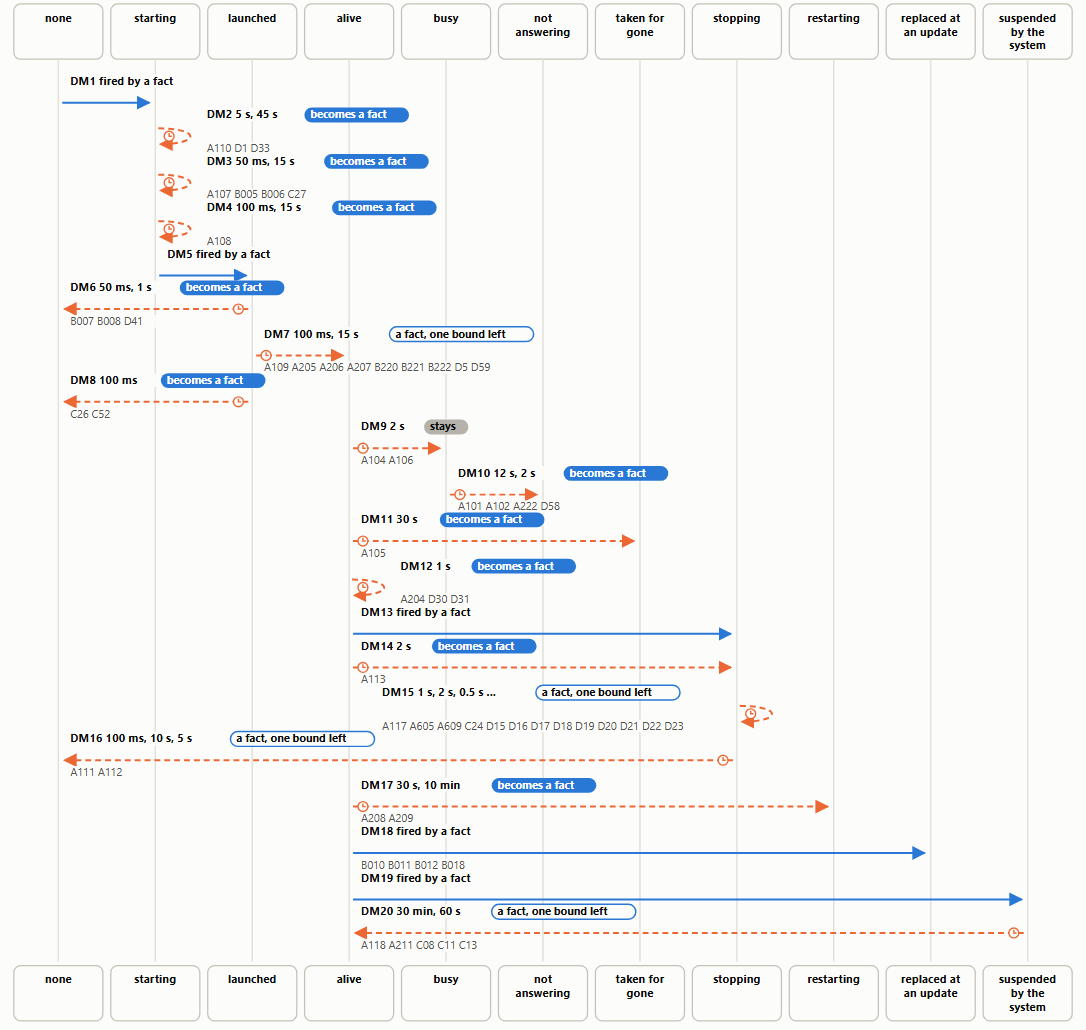 none
starting
launched
alive
busy
not
answering
taken for
gone
stopping
restarting
replaced at
an update
suspended
by the
system
DM1 fired by a fact
DM2 5 s, 45 s becomes a fact
A110 D1 D33
DM3 50 ms, 15 s becomes a fact
A107 B005 B006 C27
DM4 100 ms, 15 s becomes a fact
A108
DM5 fired by a fact
DM6 50 ms, 1 s becomes a fact
B007 B008 D41
DM7 100 ms, 15 s a fact, one bound left
A109 A205 A206 A207 B220 B221 B222 D5 D59
DM8 100 ms becomes a fact
C26 C52
DM9 2 s stays
A104 A106
DM10 12 s, 2 s becomes a fact
A101 A102 A222 D58
DM11 30 s becomes a fact
A105
DM12 1 s becomes a fact
A204 D30 D31
DM13 fired by a fact
DM14 2 s becomes a fact
A113
DM15 1 s, 2 s, 0.5 s ... a fact, one bound left
A117 A605 A609 C24 D15 D16 D17 D18 D19 D20 D21 D22 D23
DM16 100 ms, 10 s, 5 s a fact, one bound left
A111 A112
DM17 30 s, 10 min becomes a fact
A208 A209
DM18 fired by a fact
B010 B011 B012 B018
DM19 fired by a fact
DM20 30 min, 60 s a fact, one bound left
A118 A211 C08 C11 C13
none
starting
launched
alive
busy
not
answering
taken for
gone
stopping
restarting
replaced at
an update
suspended
by the
system